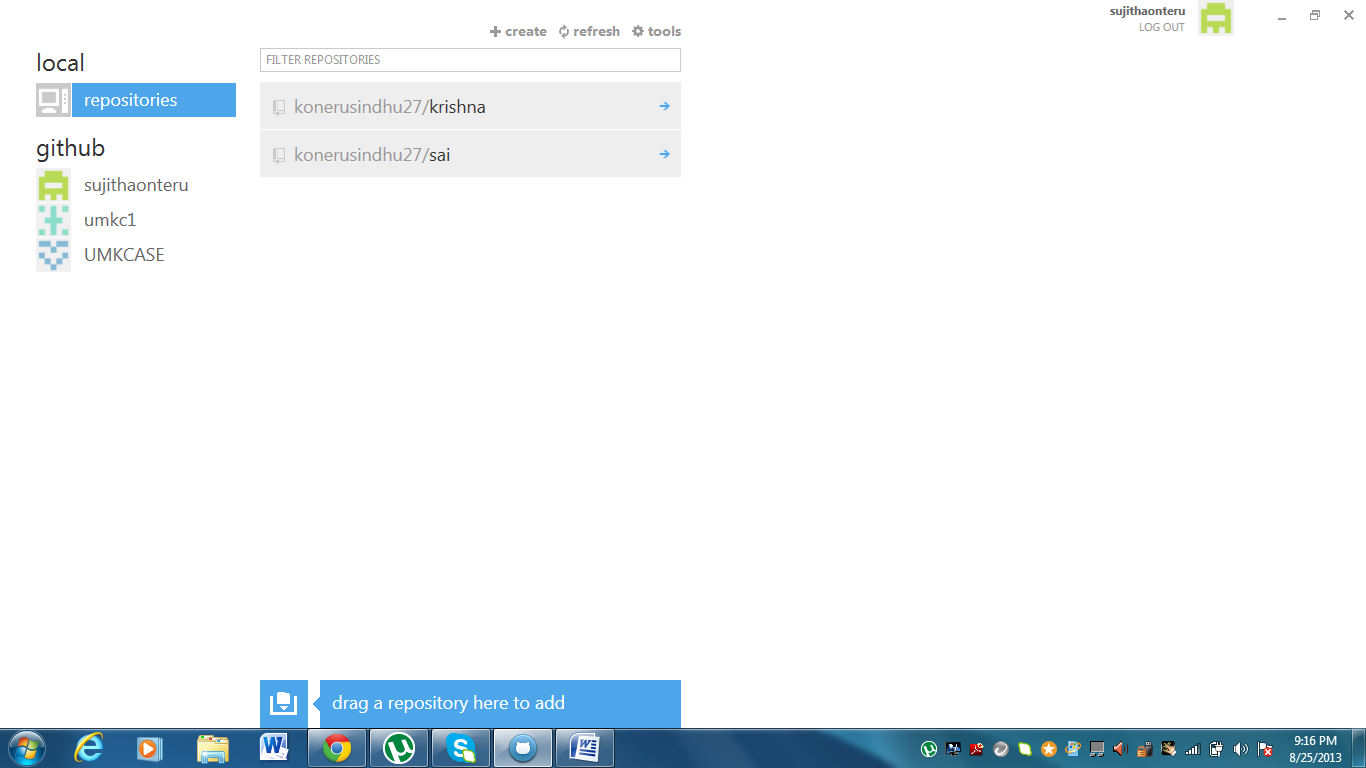 sujithaonteru
LOG OUT
create refresh tools
local
FILTER REPOSITORIES
repositories
konerusindhu27/krishna
github
konerusindhu27/sai
sujithaonteru
umkc1
UMKCASE
drag a repository here to add
9:16 PM
8/25/2013